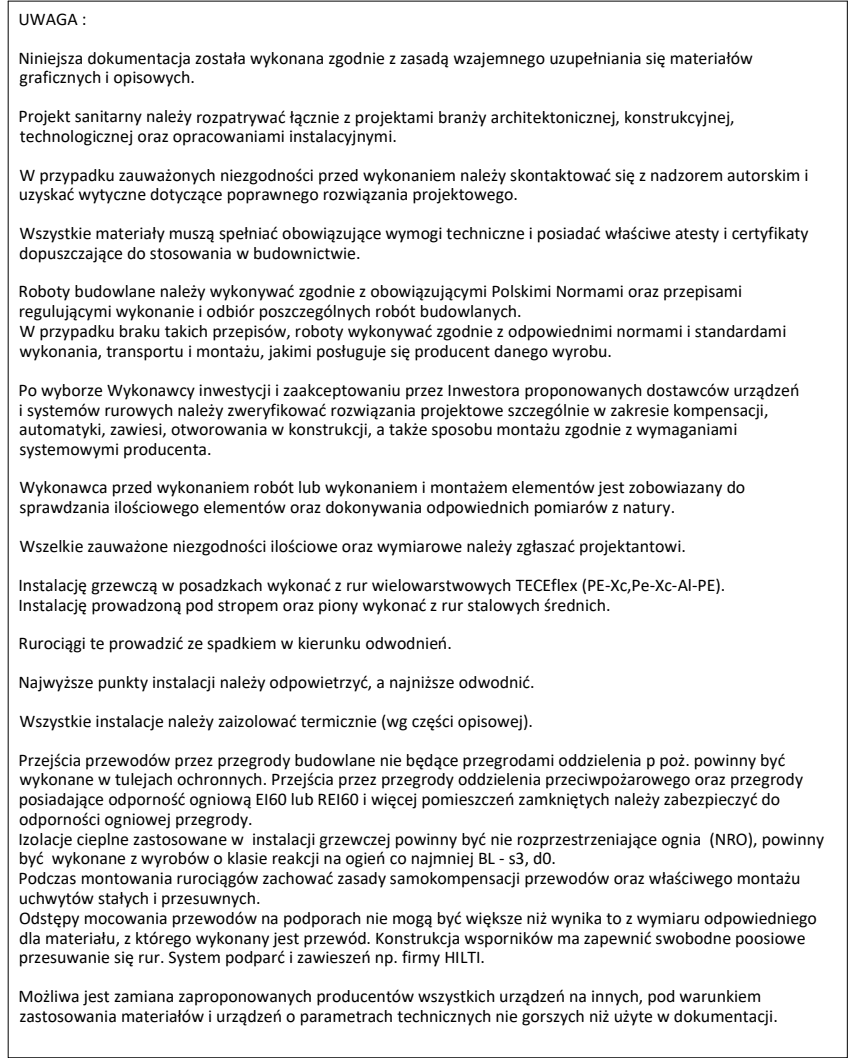 UWAGA :
Niniejsza dokumentacja została wykonana zgodnie z zasadą wzajemnego uzupełniania się materiałów
graficznych i opisowych.
Projekt sanitarny należy rozpatrywać łącznie z projektami branży architektonicznej, konstrukcyjnej,
technologicznej oraz opracowaniami instalacyjnymi.
W przypadku zauważonych niezgodności przed wykonaniem należy skontaktować się z nadzorem autorskim i
uzyskać wytyczne dotyczące poprawnego rozwiązania projektowego.
Wszystkie materiały muszą spełniać obowiązujące wymogi techniczne i posiadać właściwe atesty i certyfikaty
dopuszczające do stosowania w budownictwie.
Roboty budowlane należy wykonywać zgodnie z obowiązującymi Polskimi Normami oraz przepisami
regulującymi wykonanie i odbiór poszczególnych robót budowlanych.
W przypadku braku takich przepisów, roboty wykonywać zgodnie z odpowiednimi normami i standardami
wykonania, transportu i montażu, jakimi posługuje się producent danego wyrobu.
Po wyborze Wykonawcy inwestycji i zaakceptowaniu przez Inwestora proponowanych dostawców urządzeń
i systemów rurowych należy zweryfikować rozwiązania projektowe szczególnie w zakresie kompensacji,
automatyki, zawiesi, otworowania w konstrukcji, a także sposobu montażu zgodnie z wymaganiami
systemowymi producenta.
Wykonawca przed wykonaniem robót lub wykonaniem i montażem elementów jest zobowiazany do
sprawdzania ilościowego elementów oraz dokonywania odpowiednich pomiarów z natury.
Wszelkie zauważone niezgodności ilościowe oraz wymiarowe należy zgłaszać projektantowi.
Instalację grzewczą w posadzkach wykonać z rur wielowarstwowych TECEflex (PE-Xc,Pe-Xc-Al-PE).
Instalację prowadzoną pod stropem oraz piony wykonać z rur stalowych średnich.
Rurociągi te prowadzić ze spadkiem w kierunku odwodnień.
Najwyższe punkty instalacji należy odpowietrzyć, a najniższe odwodnić.
Wszystkie instalacje należy zaizolować termicznie (wg części opisowej).
Przejścia przewodów przez przegrody budowlane nie będące przegrodami oddzielenia p poż. powinny być
wykonane w tulejach ochronnych. Przejścia przez przegrody oddzielenia przeciwpożarowego oraz przegrody
posiadające odporność ogniową EI60 lub REI60 i więcej pomieszczeń zamkniętych należy zabezpieczyć do
odporności ogniowej przegrody.
Izolacje cieplne zastosowane w instalacji grzewczej powinny być nie rozprzestrzeniające ognia (NRO), powinny
być wykonane z wyrobów o klasie reakcji na ogień co najmniej BL - s3, d0.
Podczas montowania rurociągów zachować zasady samokompensacji przewodów oraz właściwego montażu
uchwytów stałych i przesuwnych.
Odstępy mocowania przewodów na podporach nie mogą być większe niż wynika to z wymiaru odpowiedniego
dla materiału, z którego wykonany jest przewód. Konstrukcja wsporników ma zapewnić swobodne poosiowe
przesuwanie się rur. System podparć i zawieszeń np. firmy HILTI.
Możliwa jest zamiana zaproponowanych producentów wszystkich urządzeń na innych, pod warunkiem
zastosowania materiałów i urządzeń o parametrach technicznych nie gorszych niż użyte w dokumentacji.